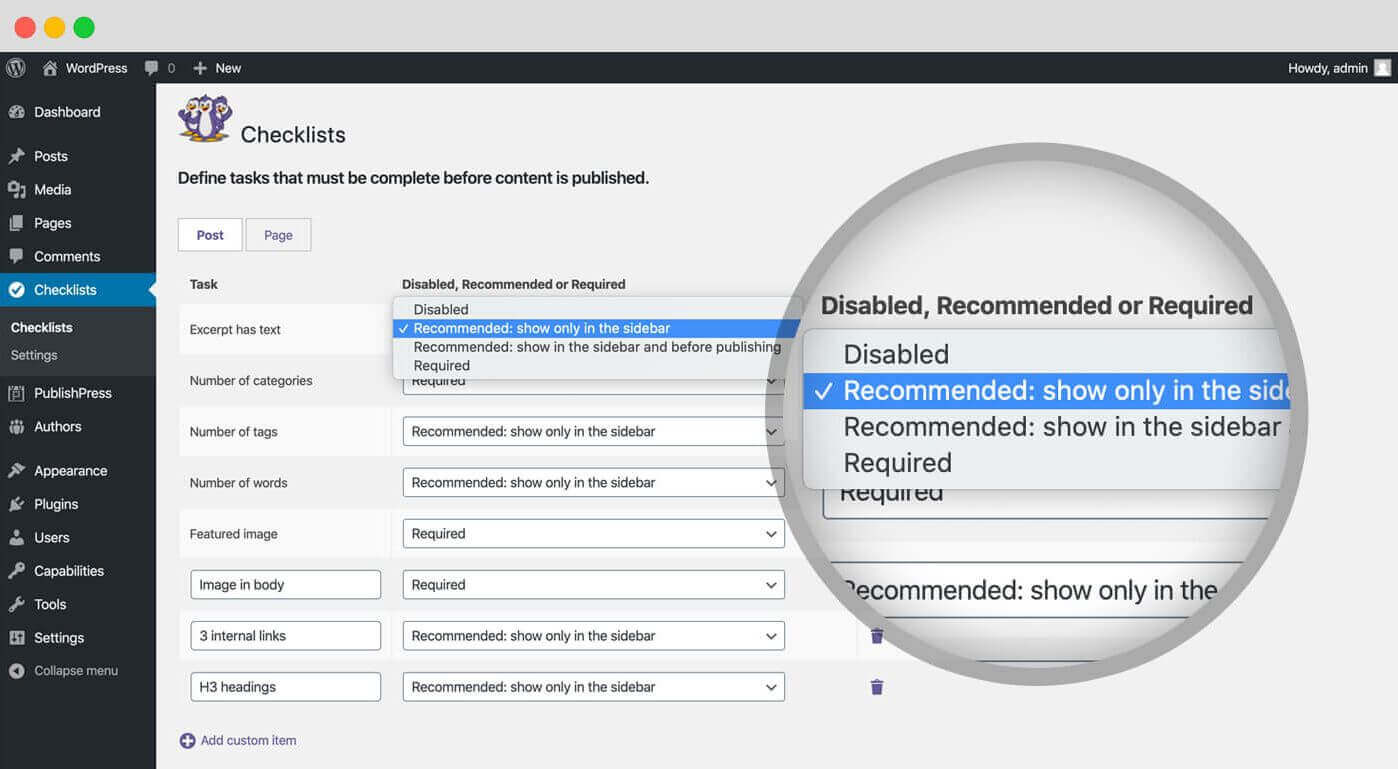 WordPress 0 New Howdy, admin
Dashboard
Posts
Media
Pages
Comments
Checklists
Checklists
Settings
PublishPress
Authors
Appearance
Plugins
Users
Capabilities
Tools
Settings
Collapse menu
Checklists
Define tasks that must be complete before content is published.
Post Page
Task Disabled, Recommended or Required
Excerpt has text
Disabled
Recommended: show only in the sidebar
Recommended: show in the sidebar and before publishing
Required
Number of categories Required
Number of tags Recommended: show only in the sidebar
Number of words Recommended: show only in the sidebar
Featured image Required
Image in body Required
3 internal links Recommended: show only in the sidebar
H3 headings Recommended: show only in the sidebar
Add custom item
Disabled, Recommended or Required
Disabled
Recommended: show only in the side
Recommended: show in the sidebar
Required
Required
Recommended: show only in the